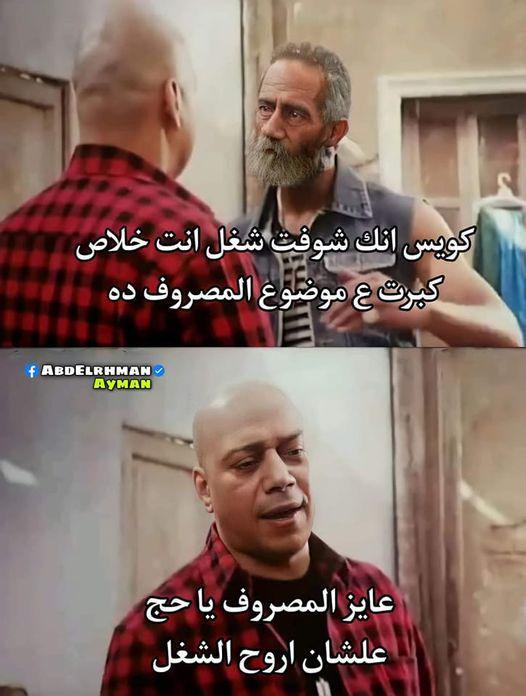 كويس انك شوفت شغل انت خلاص
كبرت ع موضوع المصروف ده
AbdElrhman
Ayman
عايز المصروف يا حج
علشان اروح الشغل